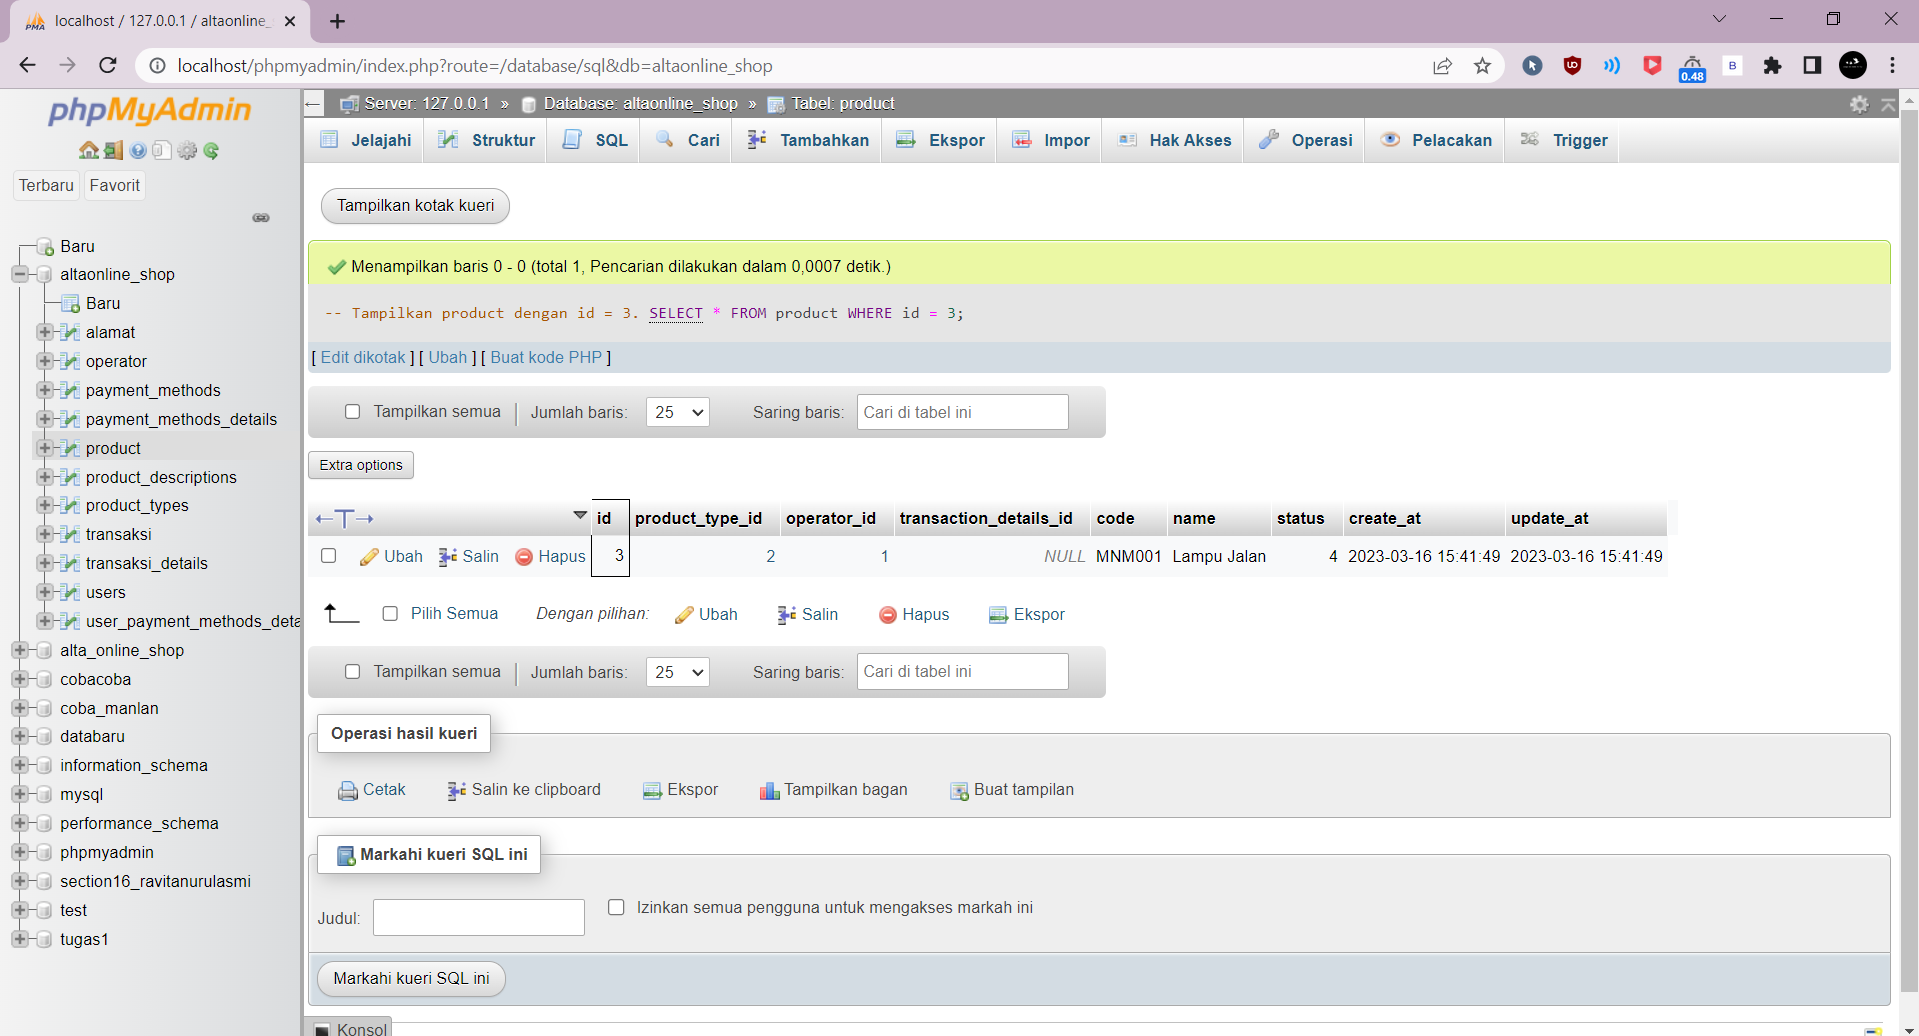 localhost / 127.0.0.1 / altaonline_
localhost/phpmyadmin/index.php?route=/database/sql&db=altaonline_shop
0.48
phpMyAdmin
Terbaru Favorit
Baru
altaonline_shop
Baru
alamat
operator
payment_methods
payment_methods_details
product
product_descriptions
product_types
transaksi
transaksi_details
users
user_payment_methods_deta
alta_online_shop
cobacoba
coba_manlan
databaru
information_schema
mysql
performance_schema
phpmyadmin
section16_ravitanurulasmi
test
tugas1
Server: 127.0.0.1 » Database: altaonline_shop » Tabel: product
Jelajahi Struktur SQL Cari Tambahkan Ekspor Impor Hak Akses Operasi Pelacakan Trigger
Tampilkan kotak kueri
Menampilkan baris 0 - 0 (total 1, Pencarian dilakukan dalam 0,0007 detik.)
-- Tampilkan product dengan id = 3. SELECT * FROM product WHERE id = 3;
[ Edit dikotak ] [ Ubah ] [ Buat kode PHP ]
Tampilkan semua | Jumlah baris: 25 Saring baris: Cari di tabel ini
Extra options
id product_type_id operator_id transaction_details_id code name status create_at update_at
Ubah Salin Hapus 3 2 1 NULL MNM001 Lampu Jalan 4 2023-03-16 15:41:49 2023-03-16 15:41:49
Pilih Semua Dengan pilihan: Ubah Salin Hapus Ekspor
Tampilkan semua | Jumlah baris: 25 Saring baris: Cari di tabel ini
Operasi hasil kueri
Cetak Salin ke clipboard Ekspor Tampilkan bagan Buat tampilan
Markahi kueri SQL ini
Judul: Izinkan semua pengguna untuk mengakses markah ini
Markahi kueri SQL ini
Konsol